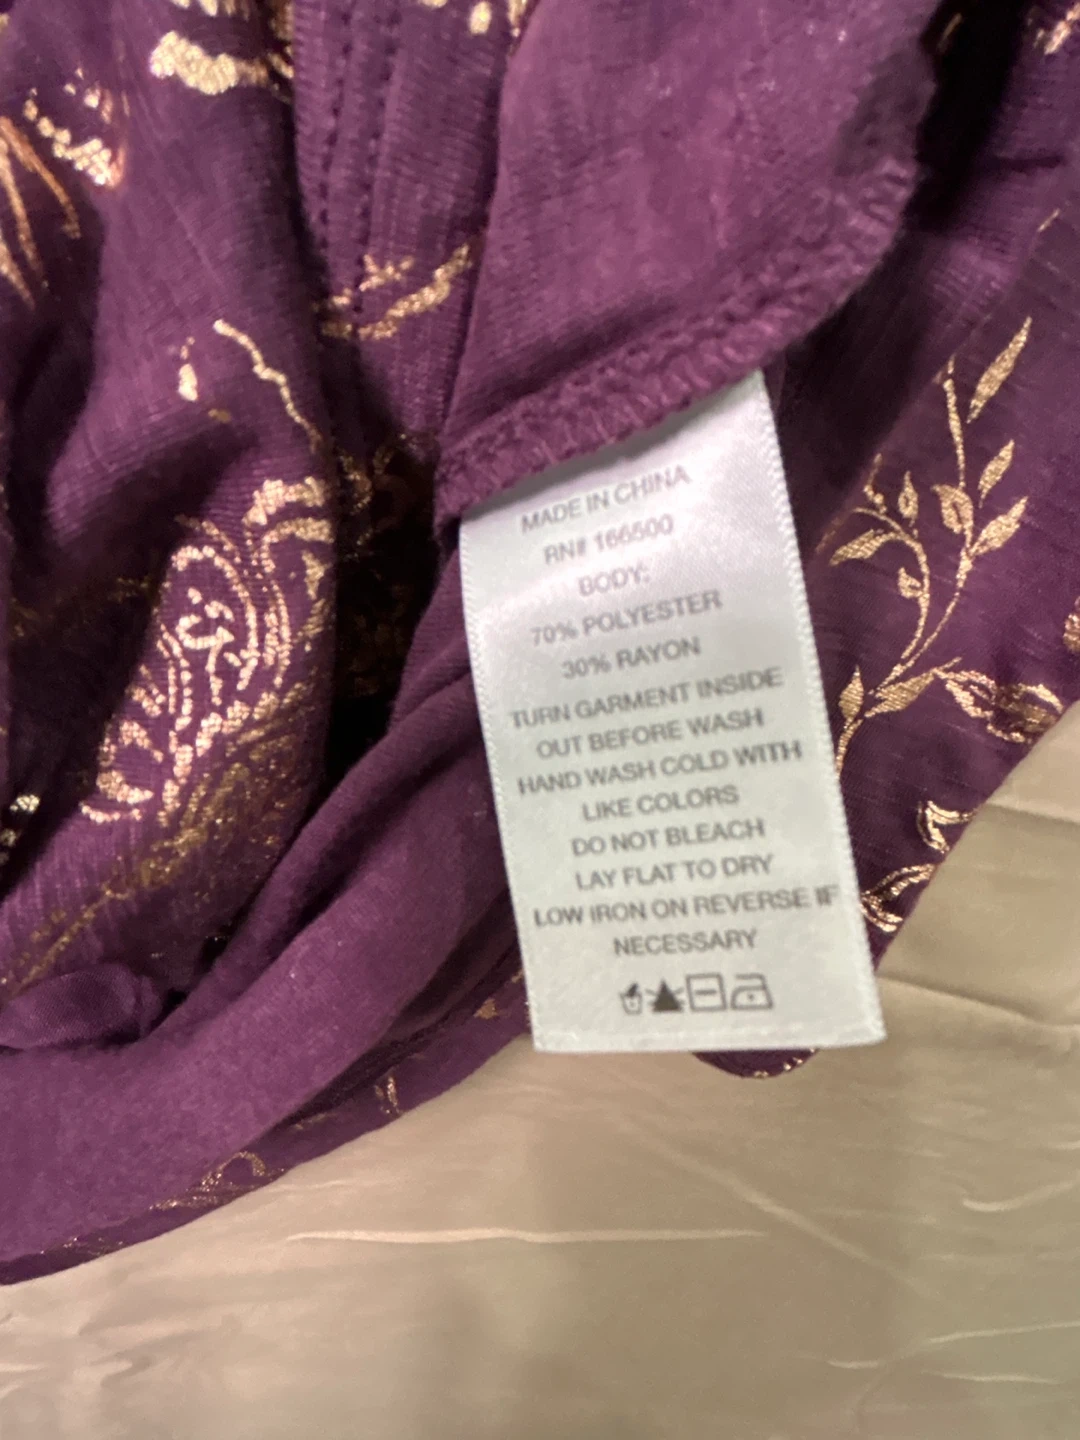 MADE IN CHINA
RN# 166500
BODY:
70% POLYESTER
30% RAYON
TURN GARMENT INSIDE
OUT BEFORE WASH
HAND WASH COLD WITH
LIKE COLORS
DO NOT BLEACH
LAY FLAT TO DRY
LOW IRON ON REVERSE IF
NECESSARY